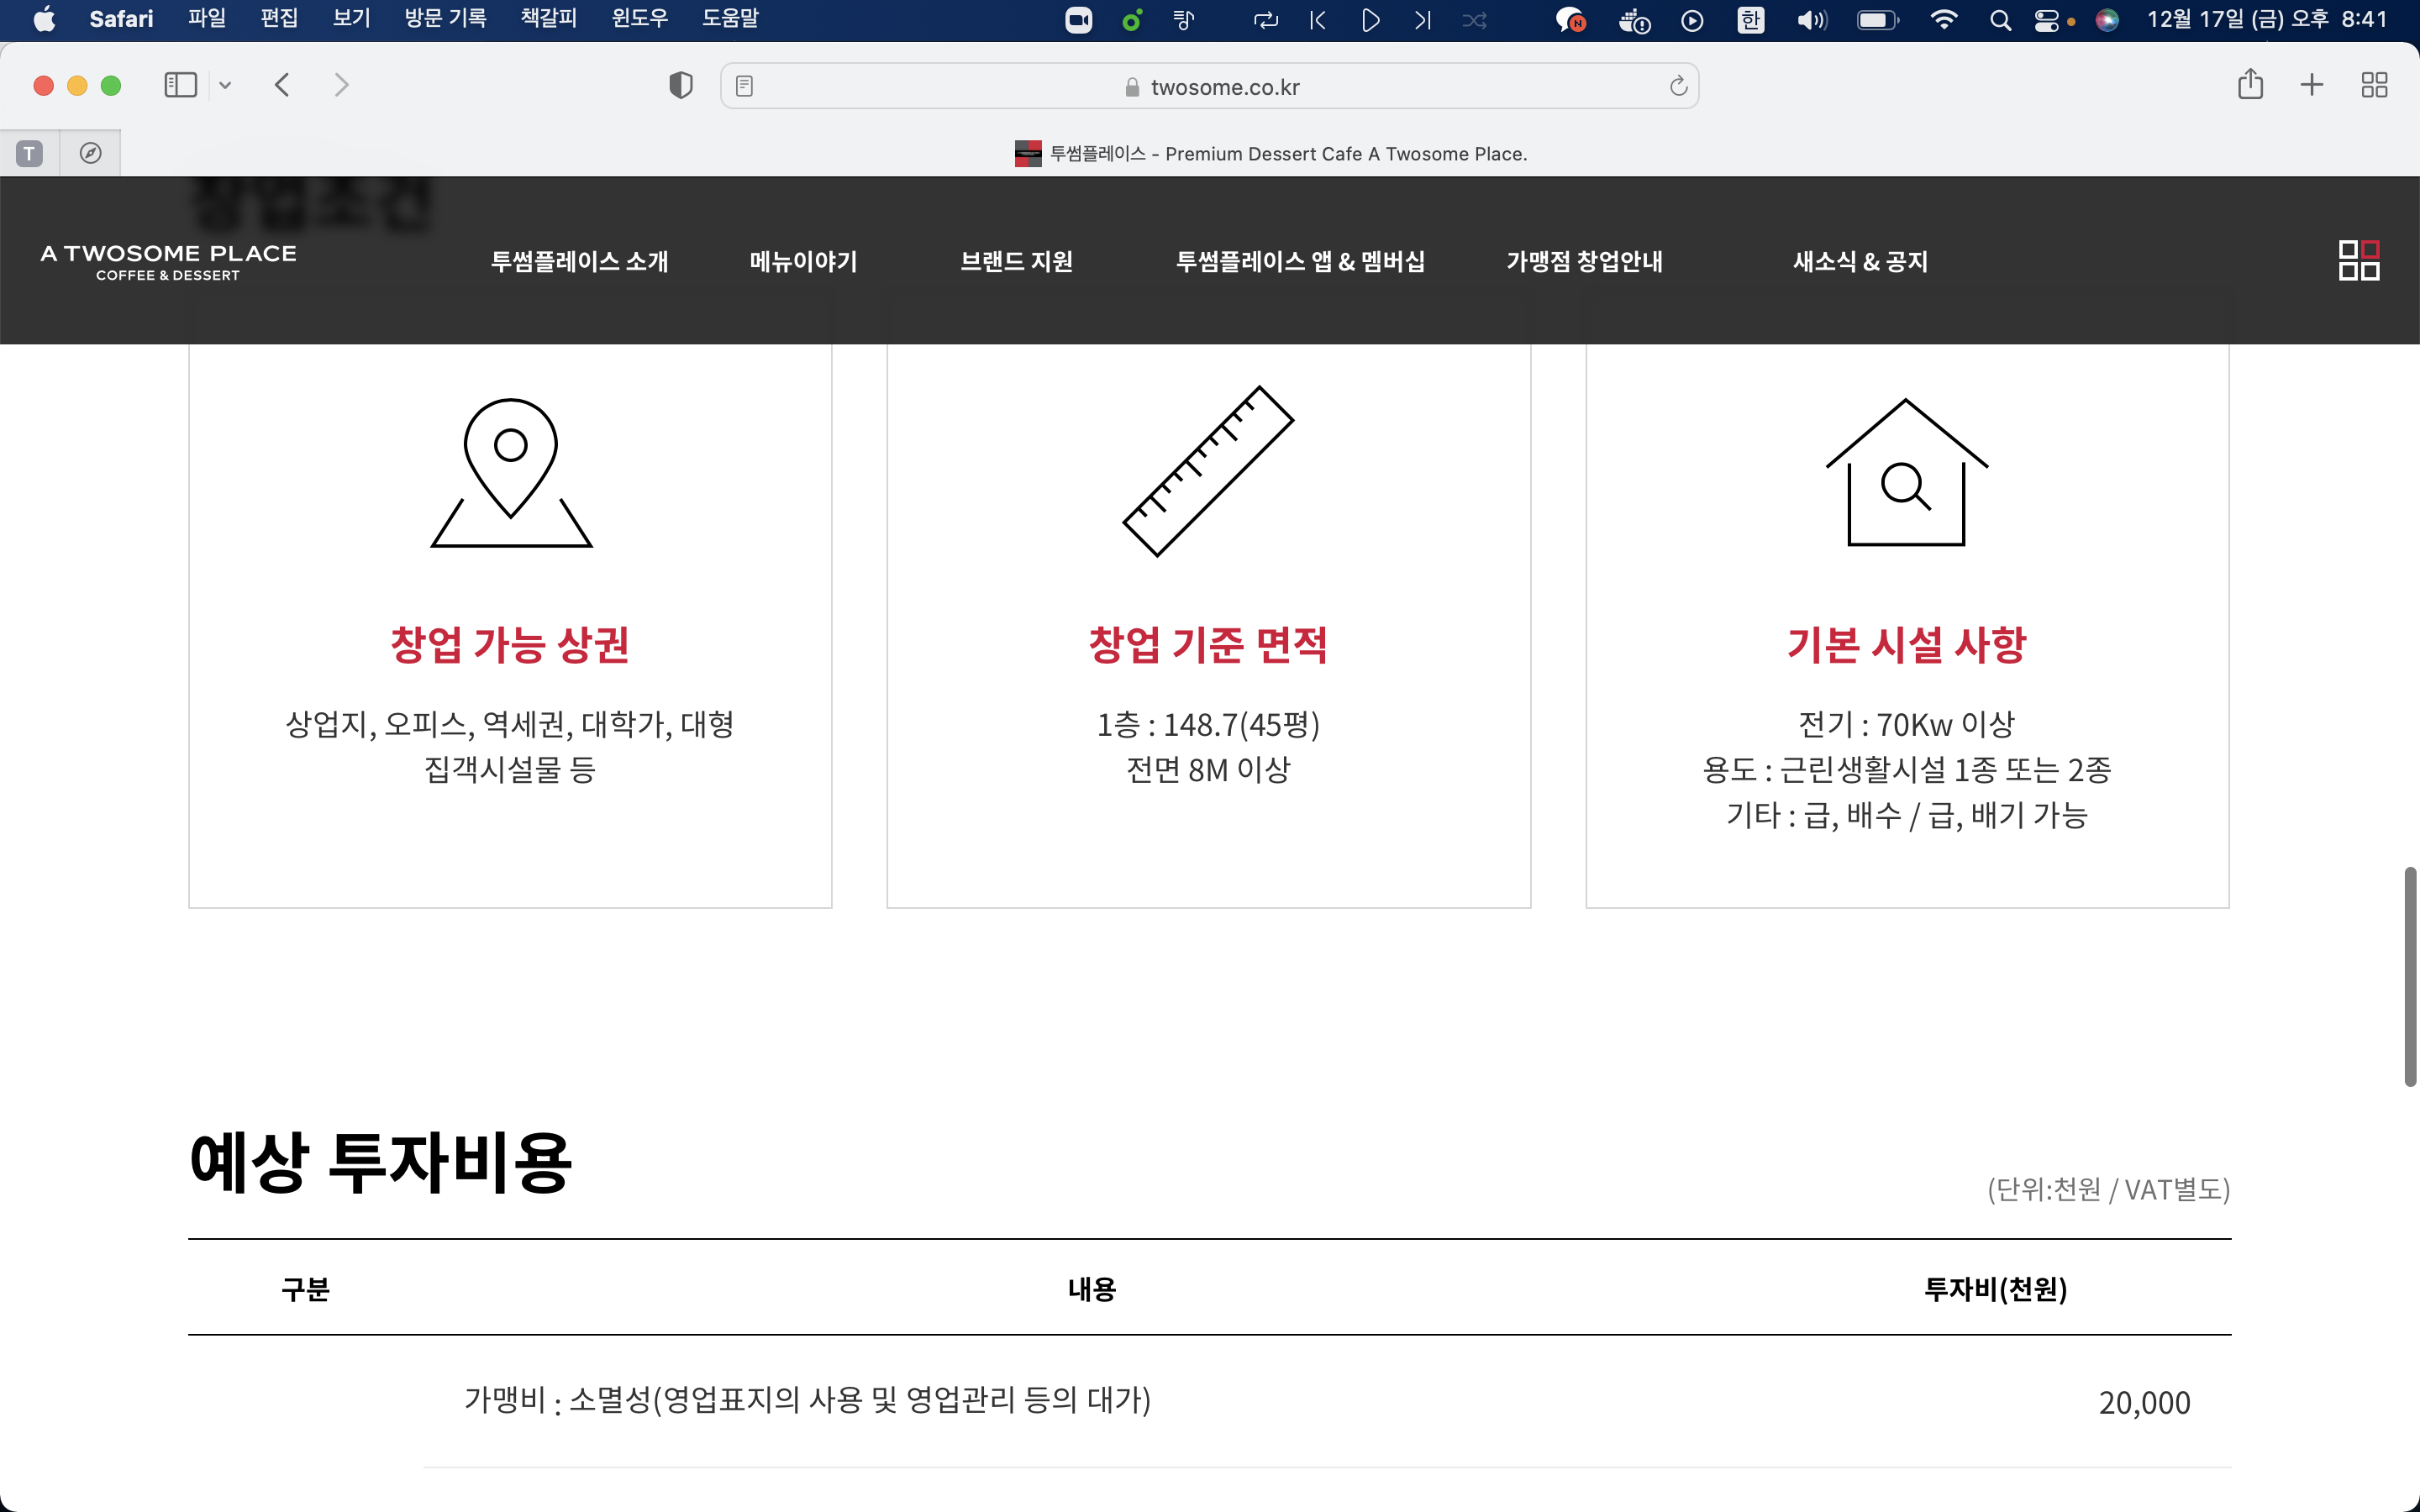 Safari 파일 편집 보기 방문 기록 책갈피 윈도우 도움말 N 한 12월 17일 (금) 오후 8:41
twosome.co.kr
T 투썸플레이스 - Premium Dessert Cafe A Twosome Place.
창업조건
A TWOSOME PLACE
COFFEE & DESSERT
투썸플레이스 소개 메뉴이야기 브랜드 지원 투썸플레이스 앱 & 멤버십 가맹점 창업안내 새소식 & 공지
창업 가능 상권
상업지, 오피스, 역세권, 대학가, 대형
집객시설물 등
창업 기준 면적
1층 : 148.7(45평)
전면 8M 이상
기본 시설 사항
전기 : 70Kw 이상
용도 : 근린생활시설 1종 또는 2종
기타 : 급, 배수 / 급, 배기 가능
예상 투자비용
(단위:천원 / VAT별도)
구분 내용 투자비(천원)
가맹비 : 소멸성(영업표지의 사용 및 영업관리 등의 대가) 20,000